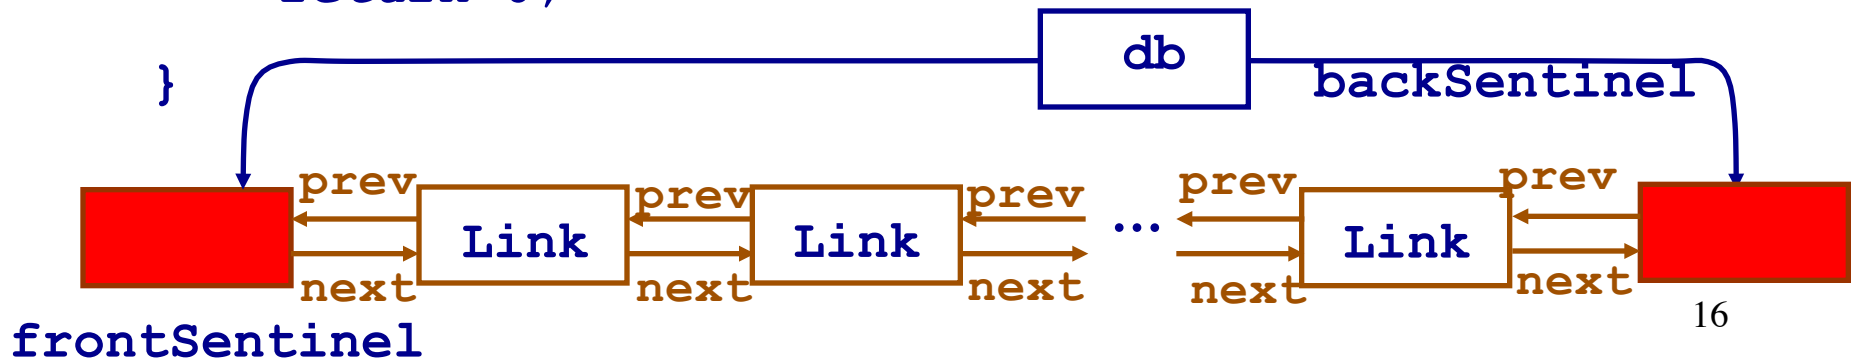 db
}
backSentinel
prev prev prev prev prev
Link Link ... Link
next next next next next
16
frontSentinel